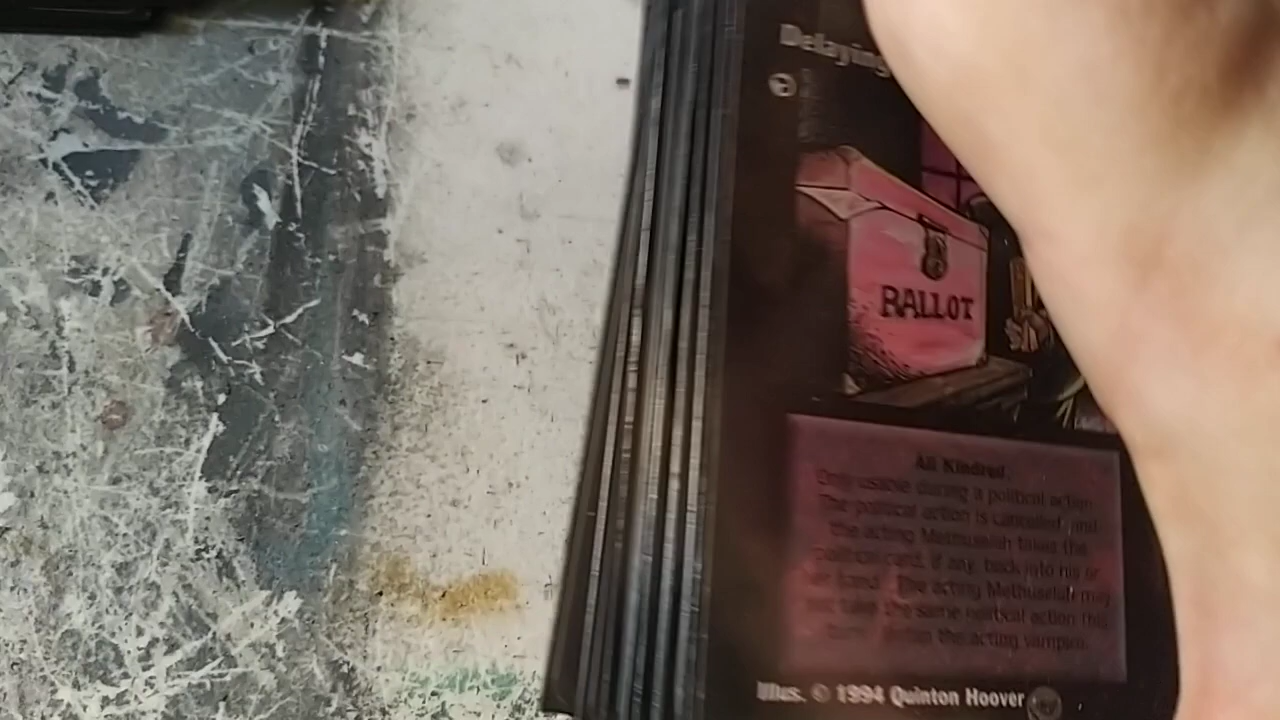 Delaying
BALLOT
All Kindred.
Only usable during a political action.
The political action is cancelled, and
the acting Methuselah takes the
political card, if any, back into his or
her hand. The acting Methuselah may
not take the same political action this
turn. the acting vampire.
Illus. © 1994 Quinton Hoover